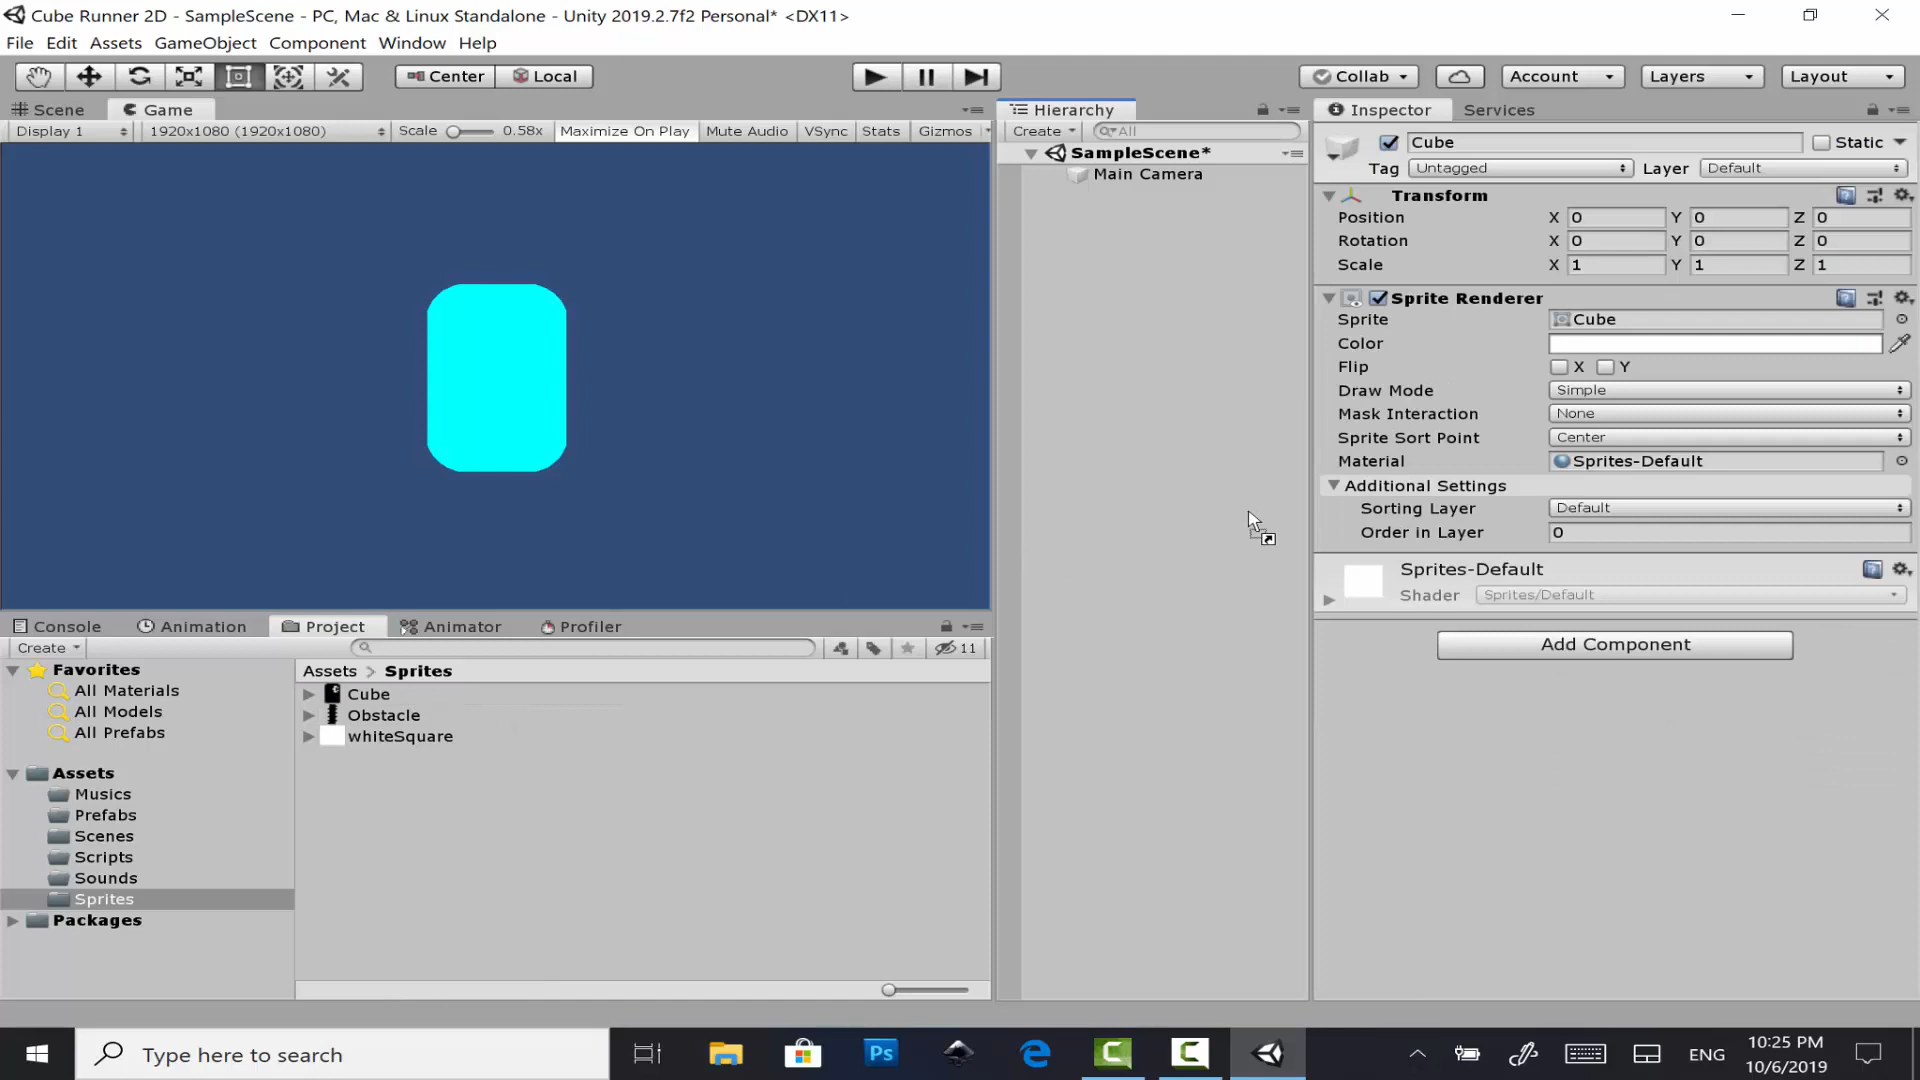 Cube Runner 2D - SampleScene - PC, Mac & Linux Standalone - Unity 2019.2.7f2 Personal* <DX11>
File Edit Assets GameObject Component Window Help
Center Local Collab Account Layers Layout
Scene Game Hierarchy Inspector Services
Display 1 1920x1080 (1920x1080) Scale 0.58x Maximize On Play Mute Audio VSync Stats Gizmos Create All
Cube Static
SampleScene*
Tag Untagged Layer Default
Main Camera
Transform
Position X 0 Y 0 Z 0
Rotation X 0 Y 0 Z 0
Scale X 1 Y 1 Z 1
Sprite Renderer
Sprite Cube
Color
Flip X Y
Draw Mode Simple
Mask Interaction None
Sprite Sort Point Center
Material Sprites-Default
Additional Settings
Sorting Layer Default
Order in Layer 0
Sprites-Default
Shader Sprites/Default
Add Component
Console Animation Project Animator Profiler
Create 11
Favorites
All Materials
All Models
All Prefabs
Assets
Musics
Prefabs
Scenes
Scripts
Sounds
Sprites
Packages
Assets > Sprites
Cube
Obstacle
whiteSquare
Type here to search
Ps
ENG
10:25 PM
10/6/2019